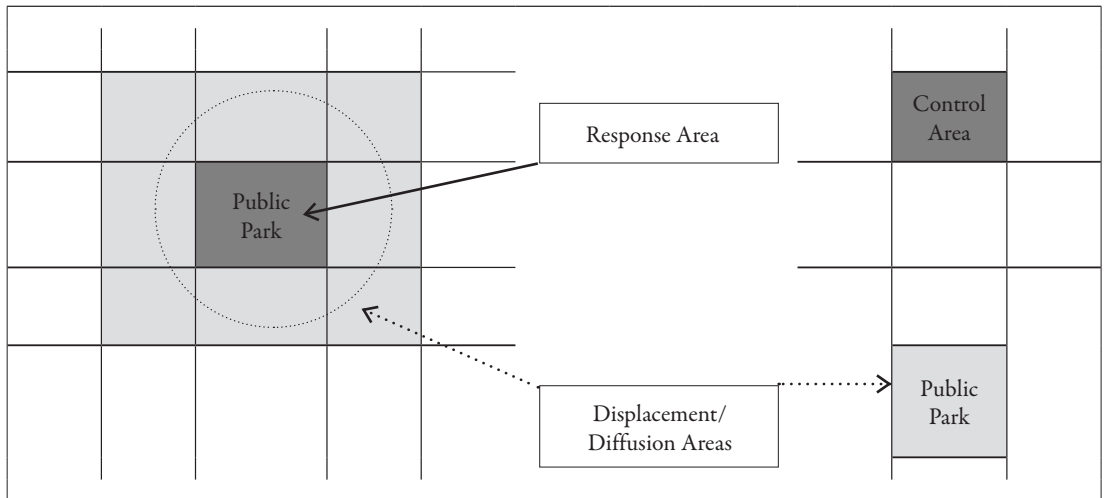 Public
Park
Response Area
Control
Area
Displacement/
Diffusion Areas
Public
Park